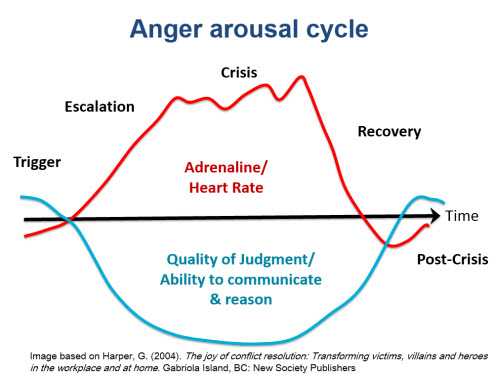 Anger arousal cycle
Crisis
Escalation
Recovery
Trigger
Adrenaline/
Heart Rate
Time
Quality of Judgment/
Ability to communicate
& reason
Post-Crisis
Image based on Harper, G. (2004). The joy of conflict resolution: Transforming victims, villains and heroes
in the workplace and at home. Gabriola Island, BC: New Society Publishers